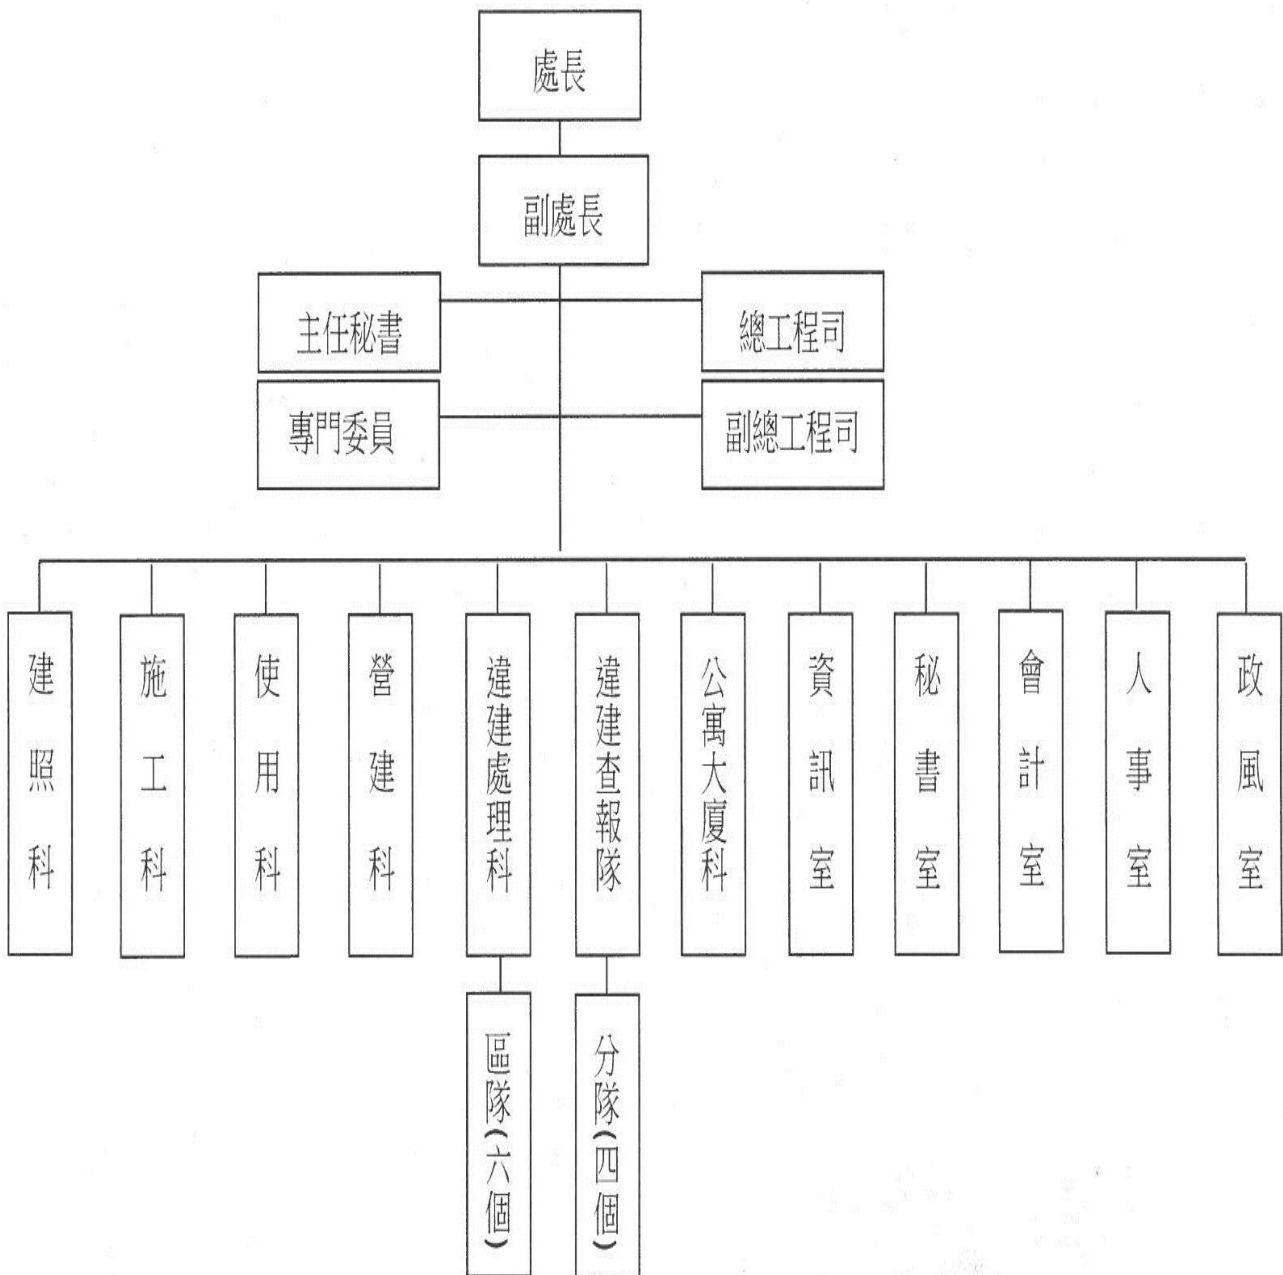 處長
副處長
主任秘書
總工程司
專門委員
副總工程司
建照科
施工科
使用科
營建科
違建處理科
違建查報隊
公寓大廈科
資訊室
秘書室
會計室
人事室
政風室
區隊(六個)
分隊(四個)